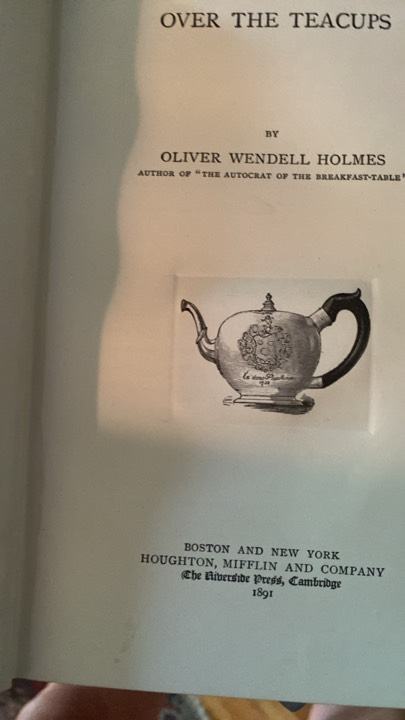 OVER THE TEACUPS
BY
OLIVER WENDELL HOLMES
AUTHOR OF "THE AUTOCRAT OF THE BREAKFAST-TABLE"
BOSTON AND NEW YORK
HOUGHTON, MIFFLIN AND COMPANY
The Riverside Press, Cambridge
1891